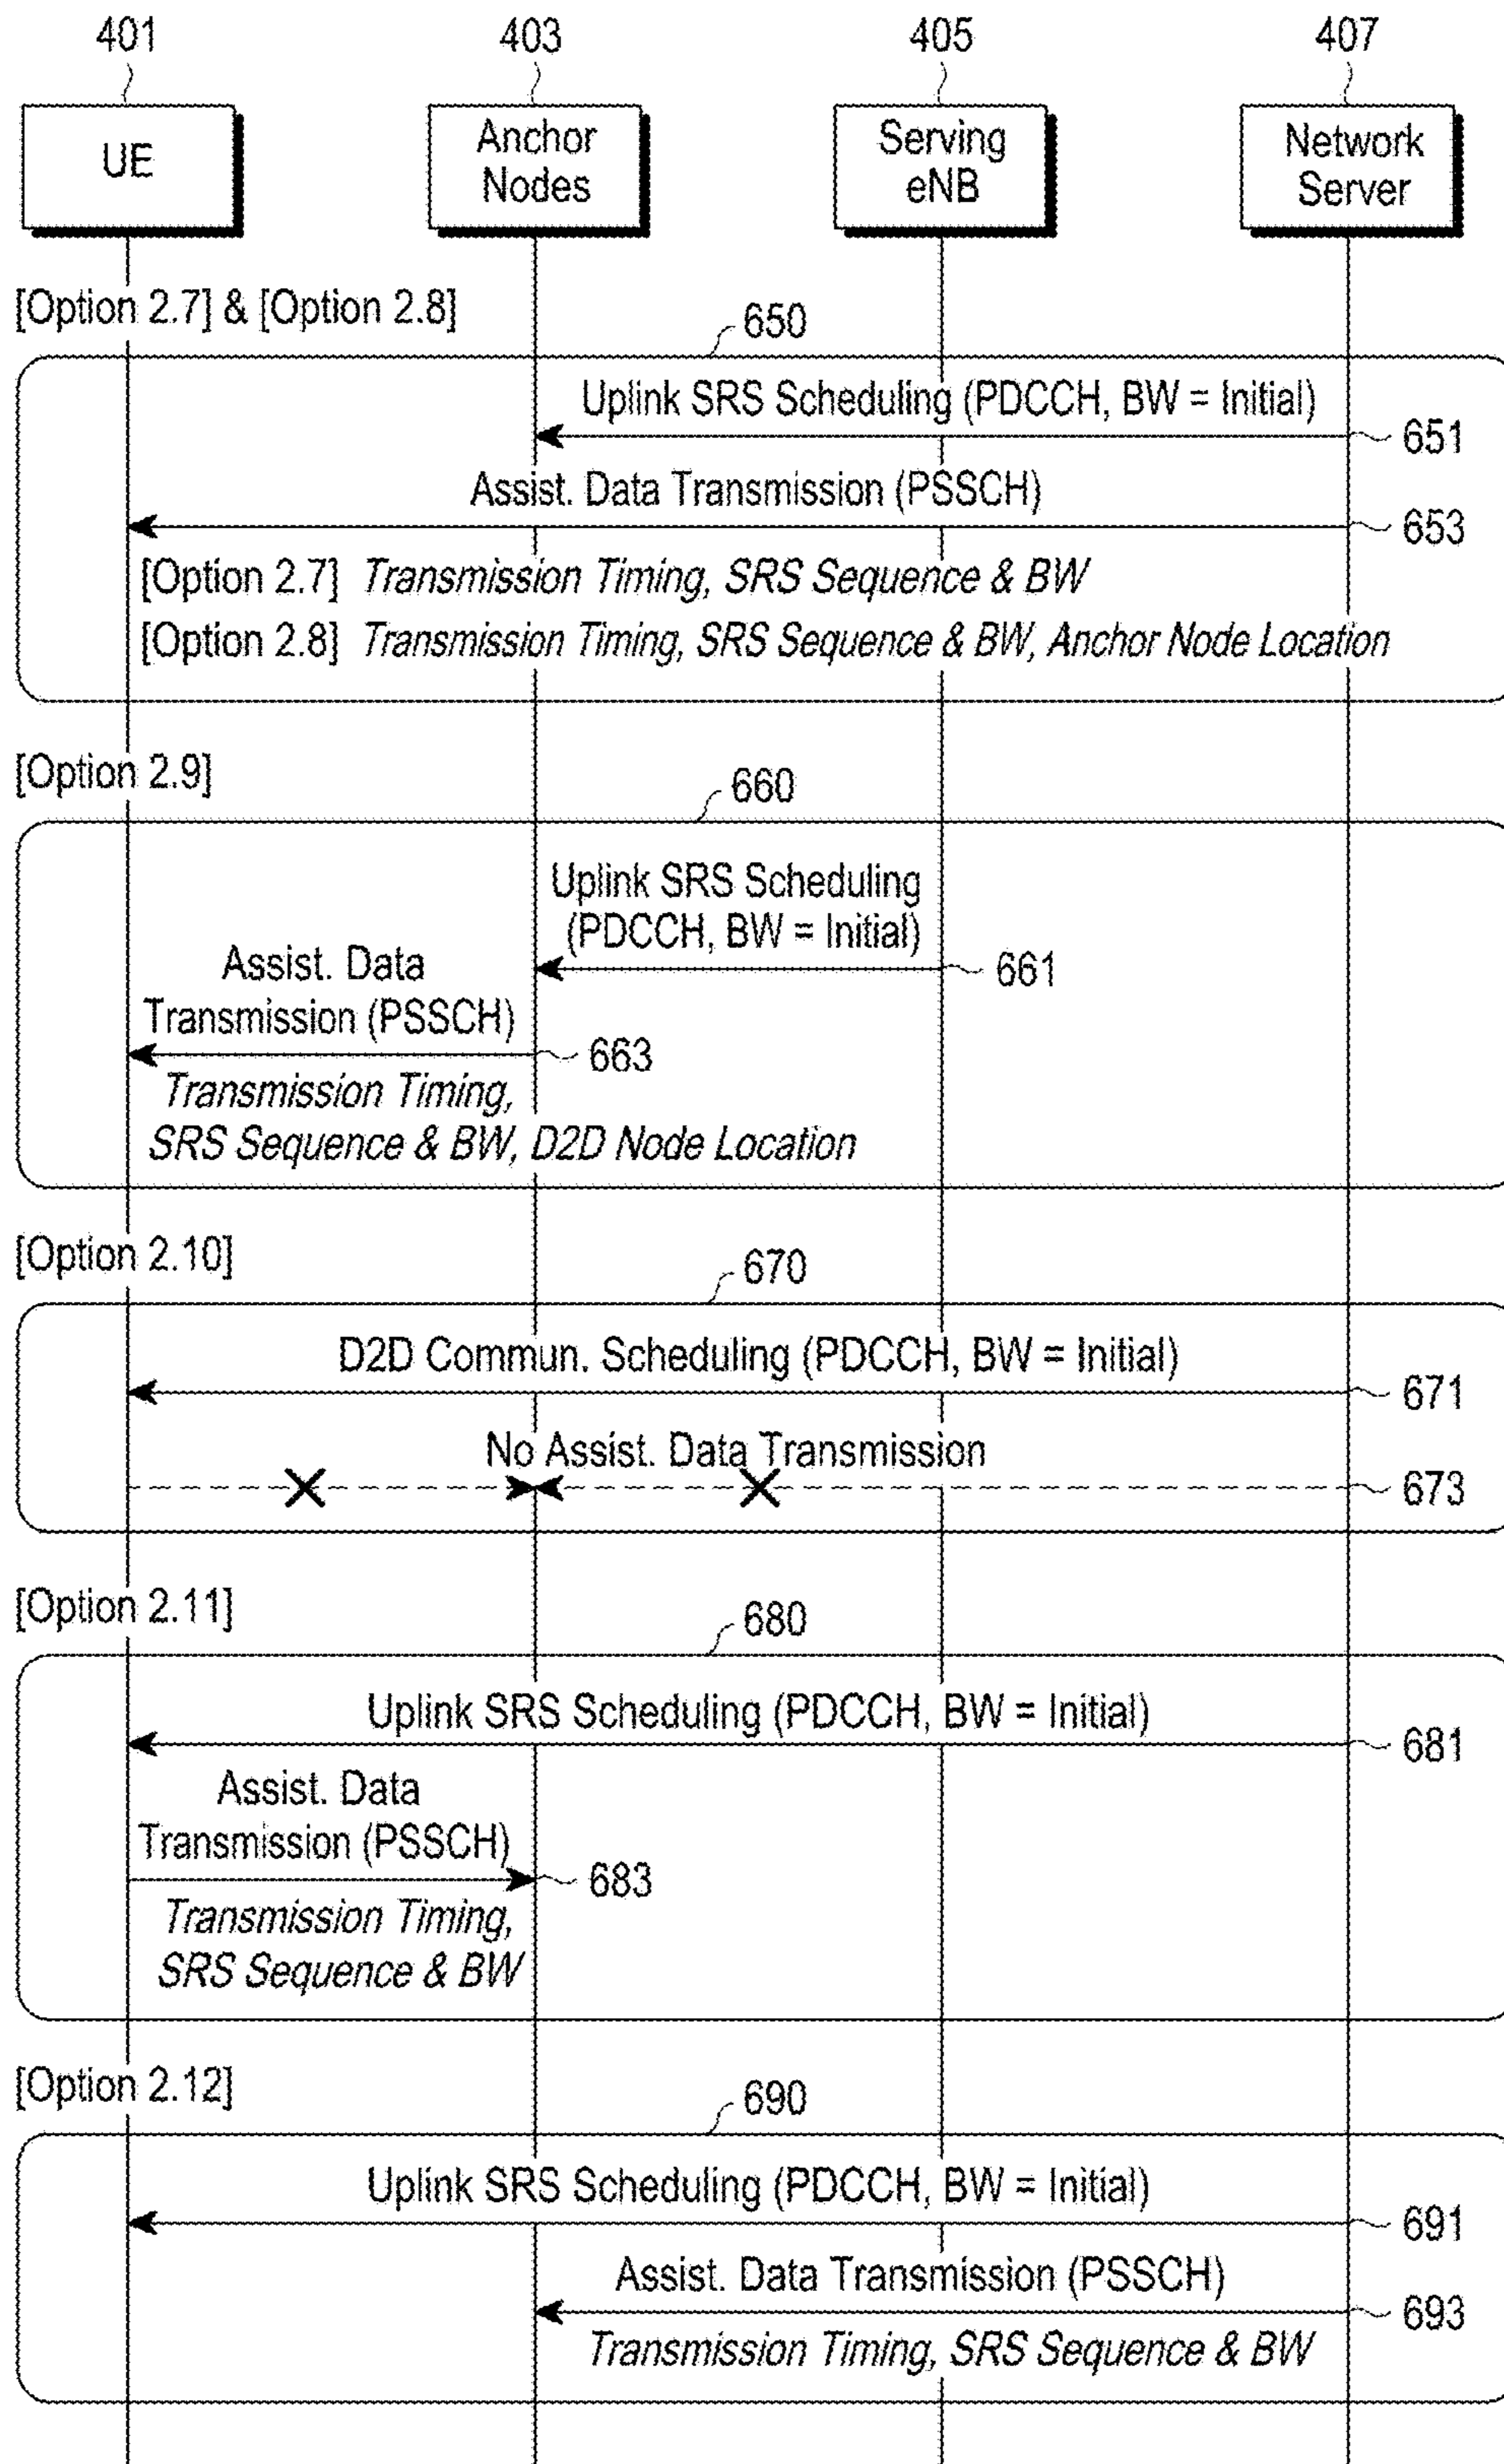 401
403
405
407
UE
Anchor
Nodes
Serving
eNB
Network
Server
[Option 2.7] & [Option 2.8]
650
Uplink SRS Scheduling (PDCCH, BW = Initial)
651
Assist. Data Transmission (PSSCH)
653
[Option 2.7] Transmission Timing, SRS Sequence & BW
[Option 2.8] Transmission Timing, SRS Sequence & BW, Anchor Node Location
[Option 2.9]
660
Uplink SRS Scheduling
(PDCCH, BW = Initial)
661
Assist. Data
Transmission (PSSCH)
663
Transmission Timing,
SRS Sequence & BW, D2D Node Location
[Option 2.10]
670
D2D Commun. Scheduling (PDCCH, BW = Initial)
671
No Assist. Data Transmission
673
[Option 2.11]
680
Uplink SRS Scheduling (PDCCH, BW = Initial)
681
Assist. Data
Transmission (PSSCH)
683
Transmission Timing,
SRS Sequence & BW
[Option 2.12]
690
Uplink SRS Scheduling (PDCCH, BW = Initial)
691
Assist. Data Transmission (PSSCH)
693
Transmission Timing, SRS Sequence & BW